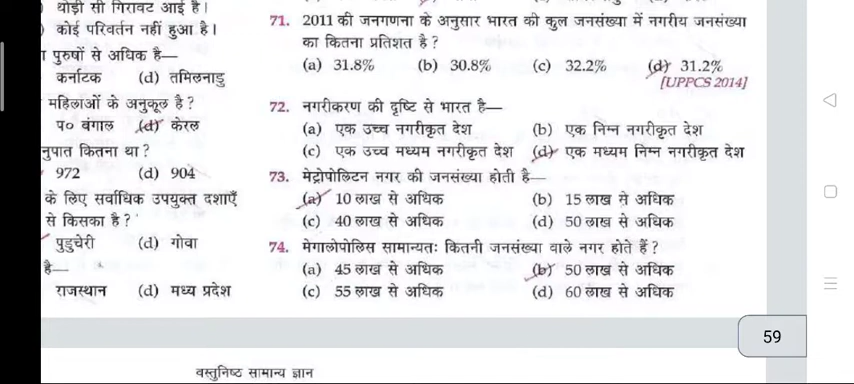 थोड़ी सी गिरावट आई है।
कोई परिवर्तन नहीं हुआ है।
पुरुषों से अधिक है—
कर्नाटक (d) तमिलनाडु
महिलाओं के अनुकूल है?
प० बंगाल (d) केरल
नुपात कितना था?
972 (d) 904
के लिए सर्वाधिक उपयुक्त दशाएँ
से किसका है?
पुडुचेरी (d) गोवा
है—
राजस्थान (d) मध्य प्रदेश
71. 2011 की जनगणना के अनुसार भारत की कुल जनसंख्या में नगरीय जनसंख्या
का कितना प्रतिशत है?
(a) 31.8% (b) 30.8% (c) 32.2% (d) 31.2%
[UPPCS 2014]
72. नगरीकरण की दृष्टि से भारत है—
(a) एक उच्च नगरीकृत देश (b) एक निम्न नगरीकृत देश
(c) एक उच्च मध्यम नगरीकृत देश (d) एक मध्यम निम्न नगरीकृत देश
73. मेट्रोपोलिटन नगर की जनसंख्या होती है—
(a) 10 लाख से अधिक (b) 15 लाख से अधिक
(c) 40 लाख से अधिक (d) 50 लाख से अधिक
74. मेगालोपोलिस सामान्यतः कितनी जनसंख्या वाले नगर होते हैं?
(a) 45 लाख से अधिक (b) 50 लाख से अधिक
(c) 55 लाख से अधिक (d) 60 लाख से अधिक
59
वस्तुनिष्ठ सामान्य ज्ञान